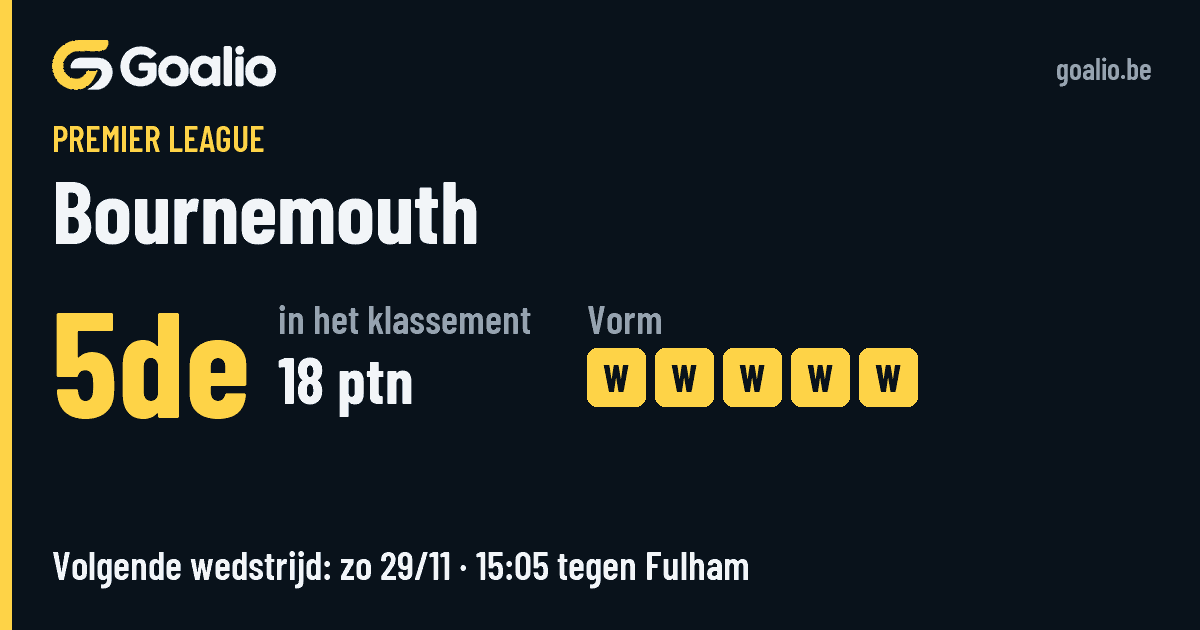 Goalio
goalio.be
PREMIER LEAGUE
Bournemouth
5de
in het klassement
18 ptn
Vorm
W W W W W
Volgende wedstrijd: zo 29/11 · 15:05 tegen Fulham